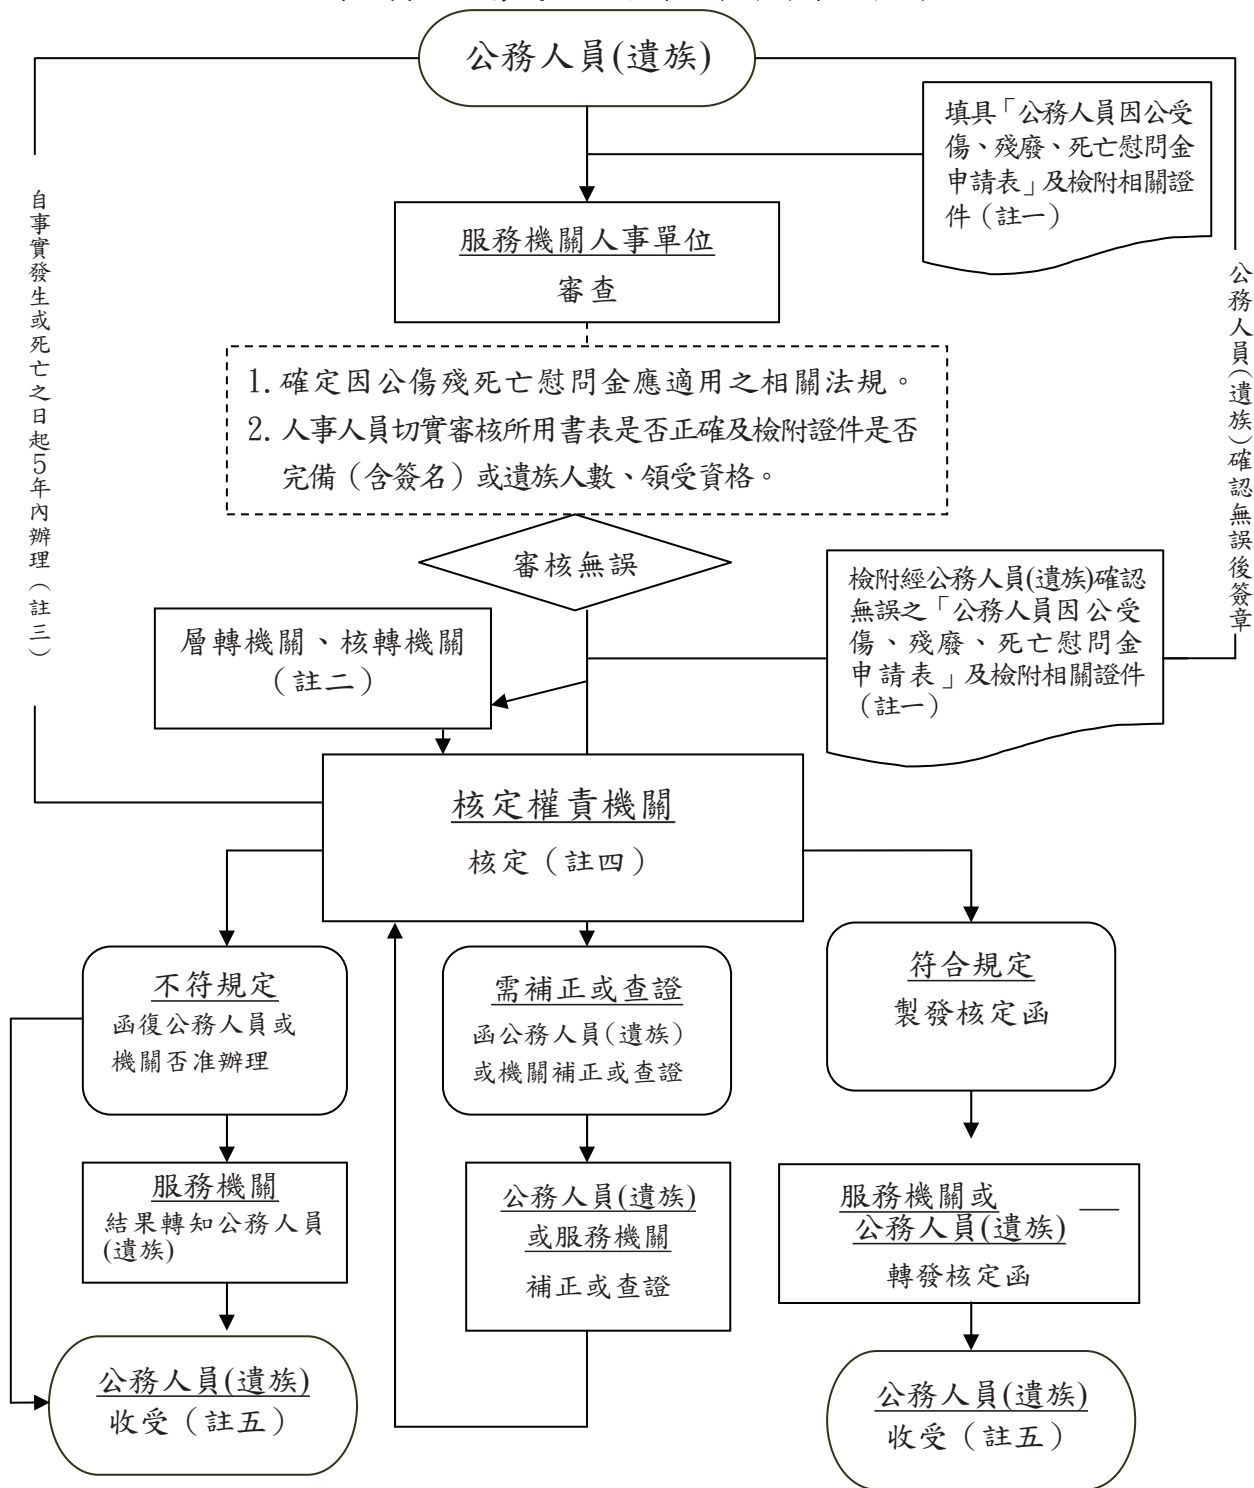 公務人員(遺族)
填具「公務人員因公受
傷、殘廢、死亡慰問金
申請表」及檢附相關證
件（註一）
自事實發生或死亡之日起5年內辦理（註三）
公務人員(遺族)確認無誤後簽章
服務機關人事單位
審查
1. 確定因公傷殘死亡慰問金應適用之相關法規。
2. 人事人員切實審核所用書表是否正確及檢附證件是否
完備（含簽名）或遺族人數、領受資格。
審核無誤
檢附經公務人員(遺族)確認
無誤之「公務人員因公受
傷、殘廢、死亡慰問金
申請表」及檢附相關證件
（註一）
層轉機關、核轉機關
（註二）
核定權責機關
核定（註四）
不符規定
函復公務人員或
機關否准辦理
需補正或查證
函公務人員(遺族)
或機關補正或查證
符合規定
製發核定函
服務機關
結果轉知公務人員
(遺族)
公務人員(遺族)
或服務機關
補正或查證
服務機關或
公務人員(遺族)
轉發核定函
公務人員(遺族)
收受（註五）
公務人員(遺族)
收受（註五）